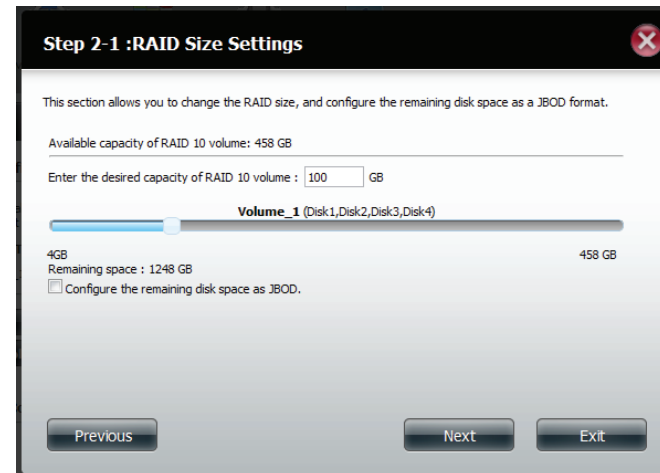 Step 2-1 :RAID Size Settings
This section allows you to change the RAID size, and configure the remaining disk space as a JBOD format.
Available capacity of RAID 10 volume: 458 GB
Enter the desired capacity of RAID 10 volume : 100 GB
Volume_1 (Disk1,Disk2,Disk3,Disk4)
4GB 458 GB
Remaining space : 1248 GB
Configure the remaining disk space as JBOD.
Previous Next Exit